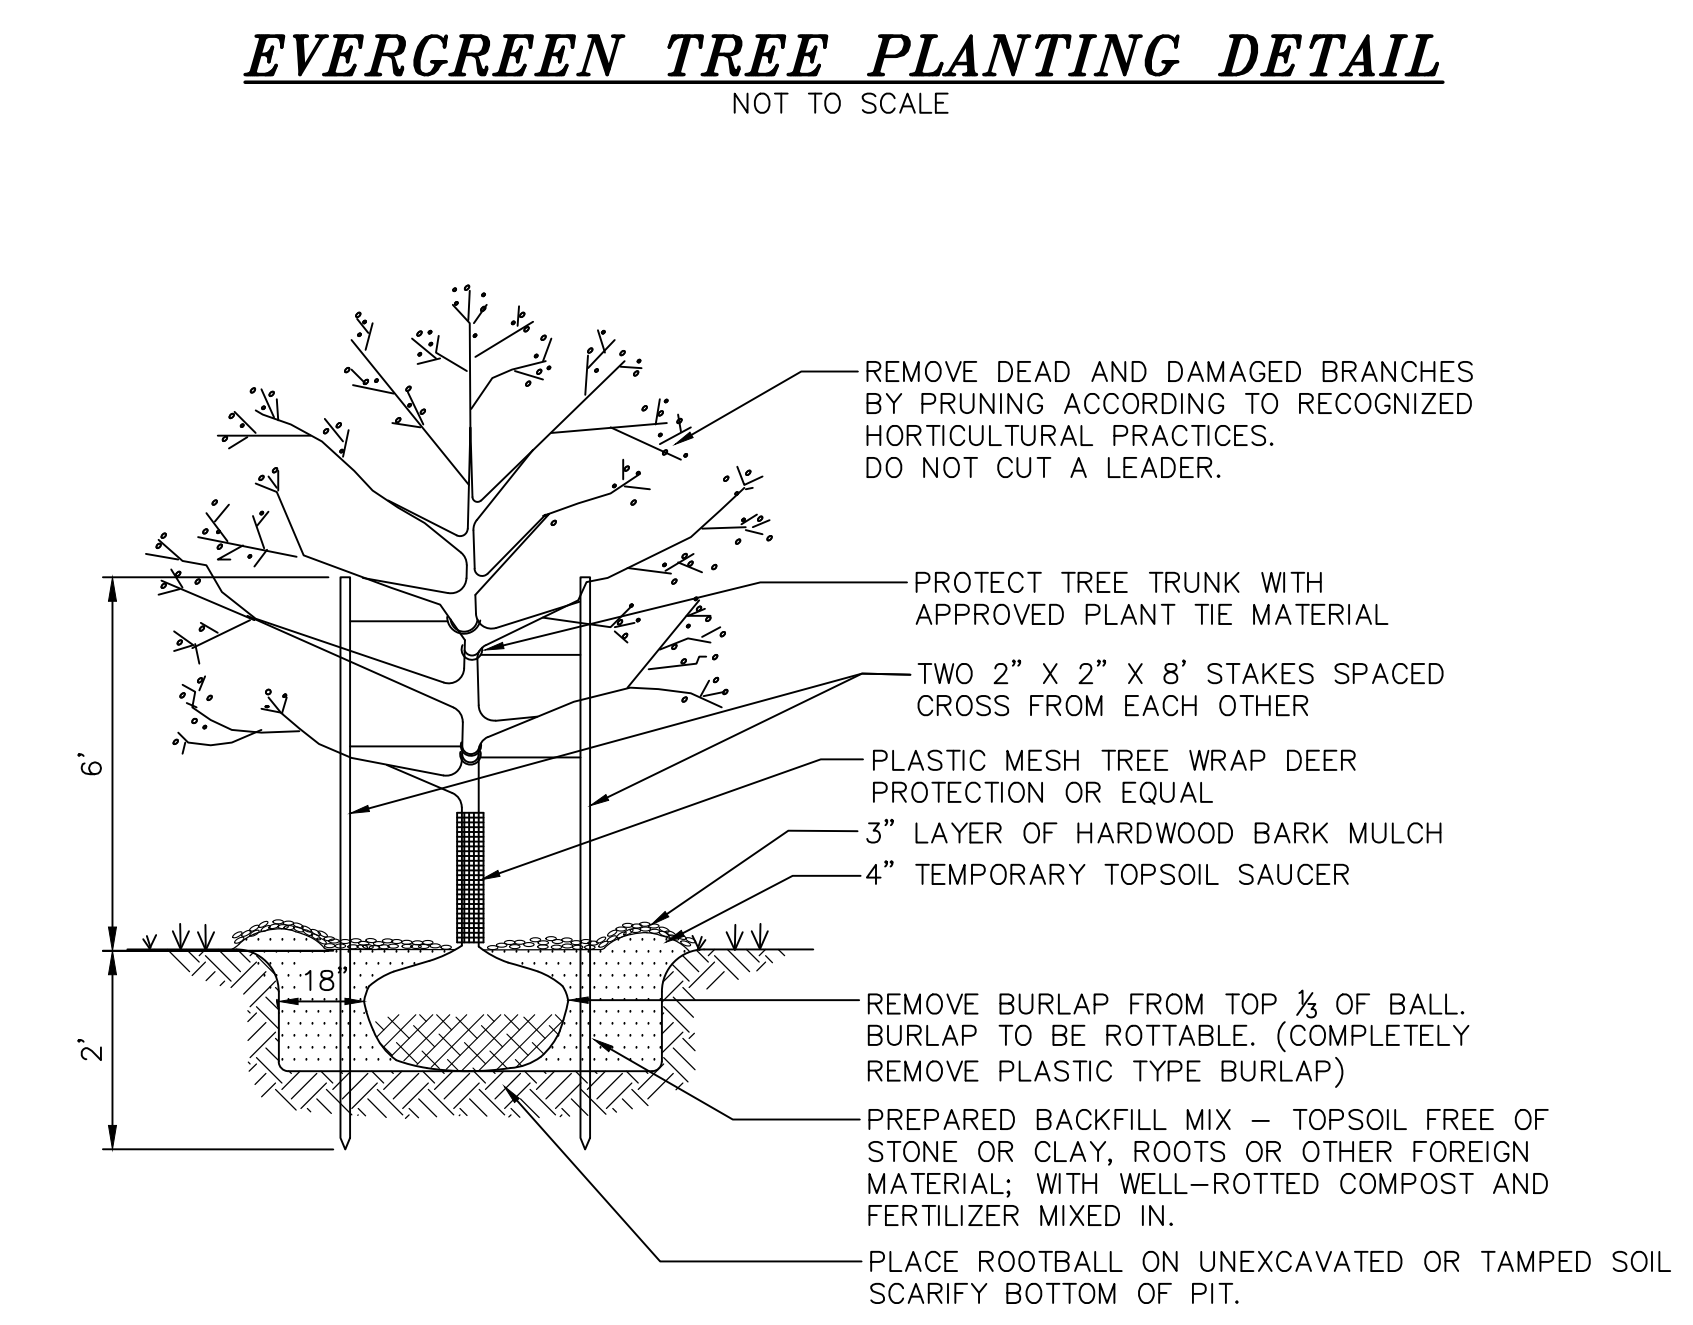 EVERGREEN TREE PLANTING DETAIL
NOT TO SCALE
REMOVE DEAD AND DAMAGED BRANCHES
BY PRUNING ACCORDING TO RECOGNIZED
HORTICULTURAL PRACTICES.
DO NOT CUT A LEADER.
PROTECT TREE TRUNK WITH
APPROVED PLANT TIE MATERIAL
TWO 2" X 2" X 8' STAKES SPACED
CROSS FROM EACH OTHER
6'
PLASTIC MESH TREE WRAP DEER
PROTECTION OR EQUAL
3" LAYER OF HARDWOOD BARK MULCH
4" TEMPORARY TOPSOIL SAUCER
18"
2'
REMOVE BURLAP FROM TOP ⅓ OF BALL.
BURLAP TO BE ROTTABLE. (COMPLETELY
REMOVE PLASTIC TYPE BURLAP)
PREPARED BACKFILL MIX – TOPSOIL FREE OF
STONE OR CLAY, ROOTS OR OTHER FOREIGN
MATERIAL; WITH WELL–ROTTED COMPOST AND
FERTILIZER MIXED IN.
PLACE ROOTBALL ON UNEXCAVATED OR TAMPED SOIL
SCARIFY BOTTOM OF PIT.